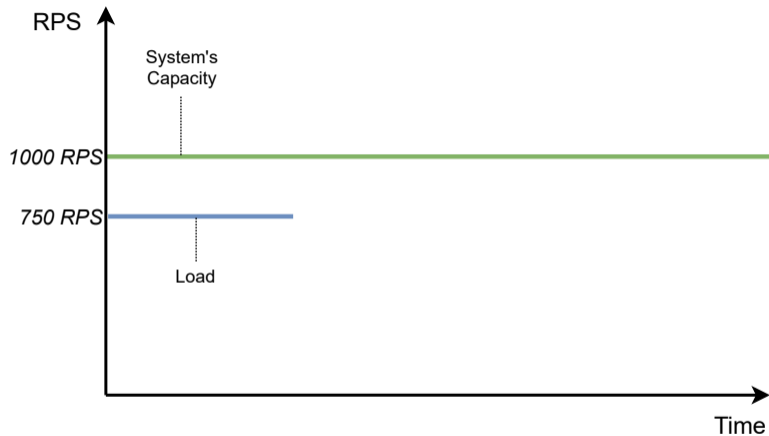 RPS
System's
Capacity
1000 RPS
750 RPS
Load
Time